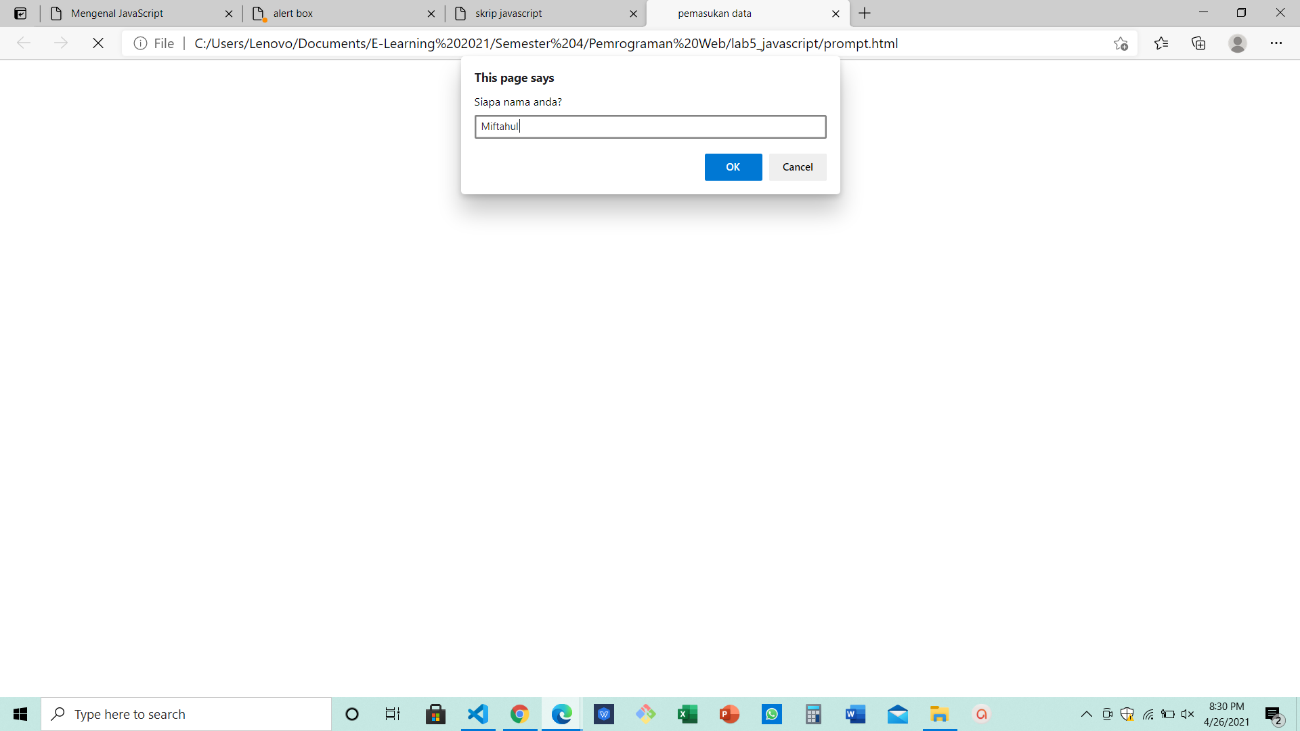 Mengenal JavaScript
alert box
skrip javascript
pemasukan data
File | C:/Users/Lenovo/Documents/E-Learning%202021/Semester%204/Pemrograman%20Web/lab5_javascript/prompt.html
This page says
Siapa nama anda?
Miftahul
OK Cancel
Type here to search
8:30 PM
4/26/2021
2